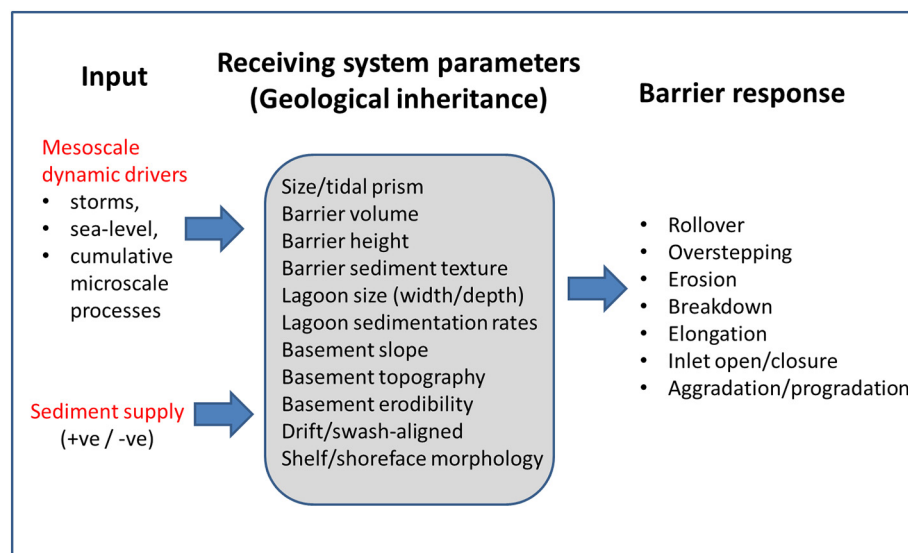 Input
Mesoscale
dynamic drivers
• storms,
• sea-level,
• cumulative
microscale
processes
Sediment supply
(+ve / -ve)
Receiving system parameters
(Geological inheritance)
Size/tidal prism
Barrier volume
Barrier height
Barrier sediment texture
Lagoon size (width/depth)
Lagoon sedimentation rates
Basement slope
Basement topography
Basement erodibility
Drift/swash-aligned
Shelf/shoreface morphology
Barrier response
• Rollover
• Overstepping
• Erosion
• Breakdown
• Elongation
• Inlet open/closure
• Aggradation/progradation